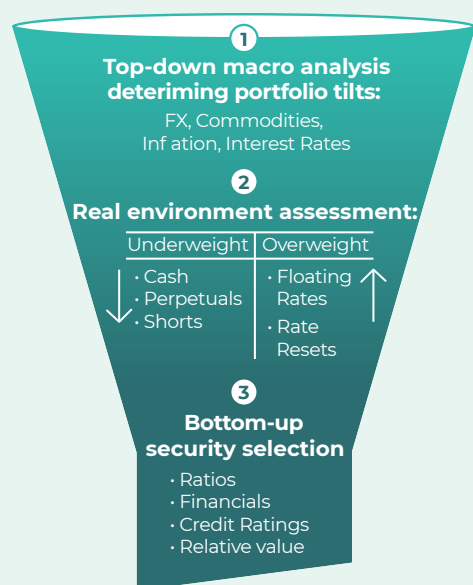 1
Top-down macro analysis
deteriming portfolio tilts:
FX, Commodities,
Inf ation, Interest Rates
2
Real environment assessment:
Underweight Overweight
· Cash
· Perpetuals
· Shorts
· Floating
Rates
· Rate
Resets
3
Bottom-up
security selection
· Ratios
· Financials
· Credit Ratings
· Relative value